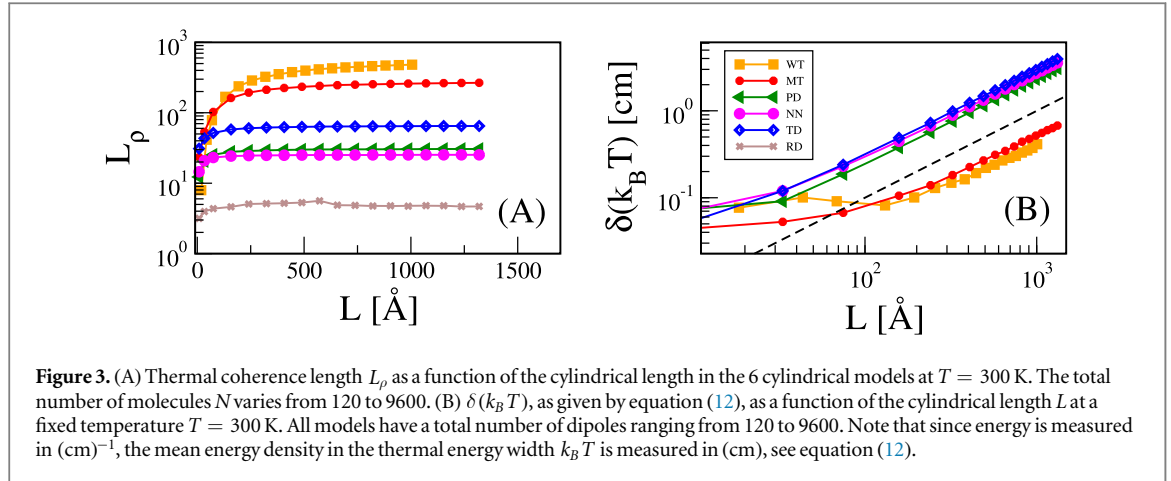 10^3
10^2
10^1
10^0
L_ρ
0 500 1000 1500
L [Å]
(A)
WT
MT
PD
NN
TD
RD
10^0
10^-1
δ(k_B T) [cm]
10^2 10^3
L [Å]
(B)
Figure 3. (A) Thermal coherence length L_ρ as a function of the cylindrical length in the 6 cylindrical models at T = 300 K. The total
number of molecules N varies from 120 to 9600. (B) δ(k_B T), as given by equation (12), as a function of the cylindrical length L at a
fixed temperature T = 300 K. All models have a total number of dipoles ranging from 120 to 9600. Note that since energy is measured
in (cm)^−1, the mean energy density in the thermal energy width k_B T is measured in (cm), see equation (12).